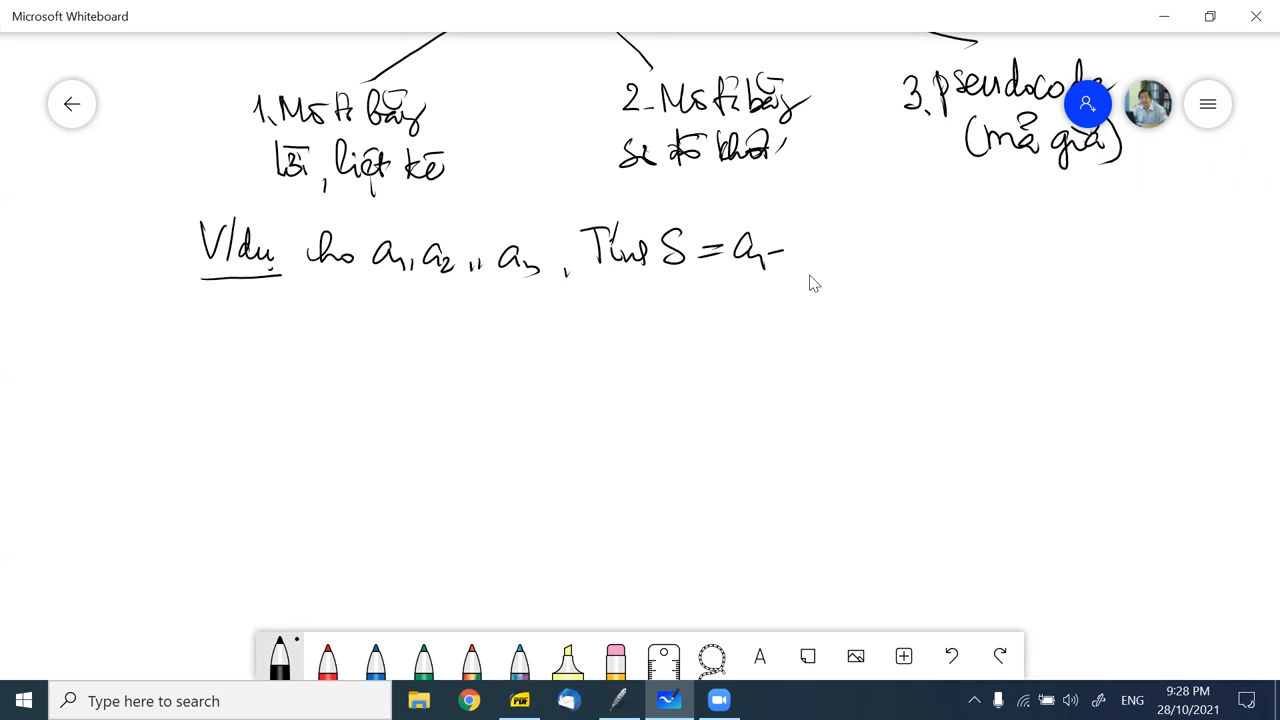 Microsoft Whiteboard
1. Mô tả bằng
lời, liệt kê
2- Mô tả bằng
sơ đồ khối
3. pseudocode
(mã giả)
V/dụ cho a1, a2 ,, an, Tính S = a1 -
Type here to search
ENG
9:28 PM
28/10/2021